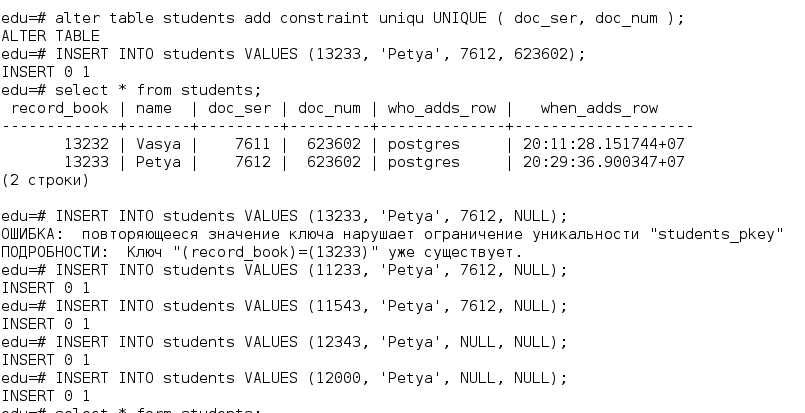 edu=# alter table students add constraint uniqu UNIQUE ( doc_ser, doc_num );
ALTER TABLE
edu=# INSERT INTO students VALUES (13233, 'Petya', 7612, 623602);
INSERT 0 1
edu=# select * from students;
 record_book | name  | doc_ser | doc_num | who_adds_row |   when_adds_row
-------------+-------+---------+---------+--------------+--------------------
       13232 | Vasya |    7611 |  623602 | postgres     | 20:11:28.151744+07
       13233 | Petya |    7612 |  623602 | postgres     | 20:29:36.900347+07
(2 строки)

edu=# INSERT INTO students VALUES (13233, 'Petya', 7612, NULL);
ОШИБКА:  повторяющееся значение ключа нарушает ограничение уникальности "students_pkey"
ПОДРОБНОСТИ:  Ключ "(record_book)=(13233)" уже существует.
edu=# INSERT INTO students VALUES (11233, 'Petya', 7612, NULL);
INSERT 0 1
edu=# INSERT INTO students VALUES (11543, 'Petya', 7612, NULL);
INSERT 0 1
edu=# INSERT INTO students VALUES (12343, 'Petya', NULL, NULL);
INSERT 0 1
edu=# INSERT INTO students VALUES (12000, 'Petya', NULL, NULL);
INSERT 0 1
edu=# select * form students;